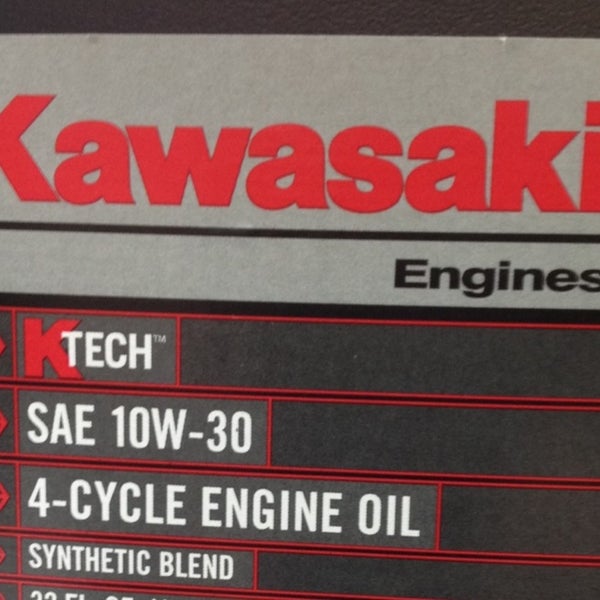 Kawasaki
Engines
KTECH™
SAE 10W-30
4-CYCLE ENGINE OIL
SYNTHETIC BLEND